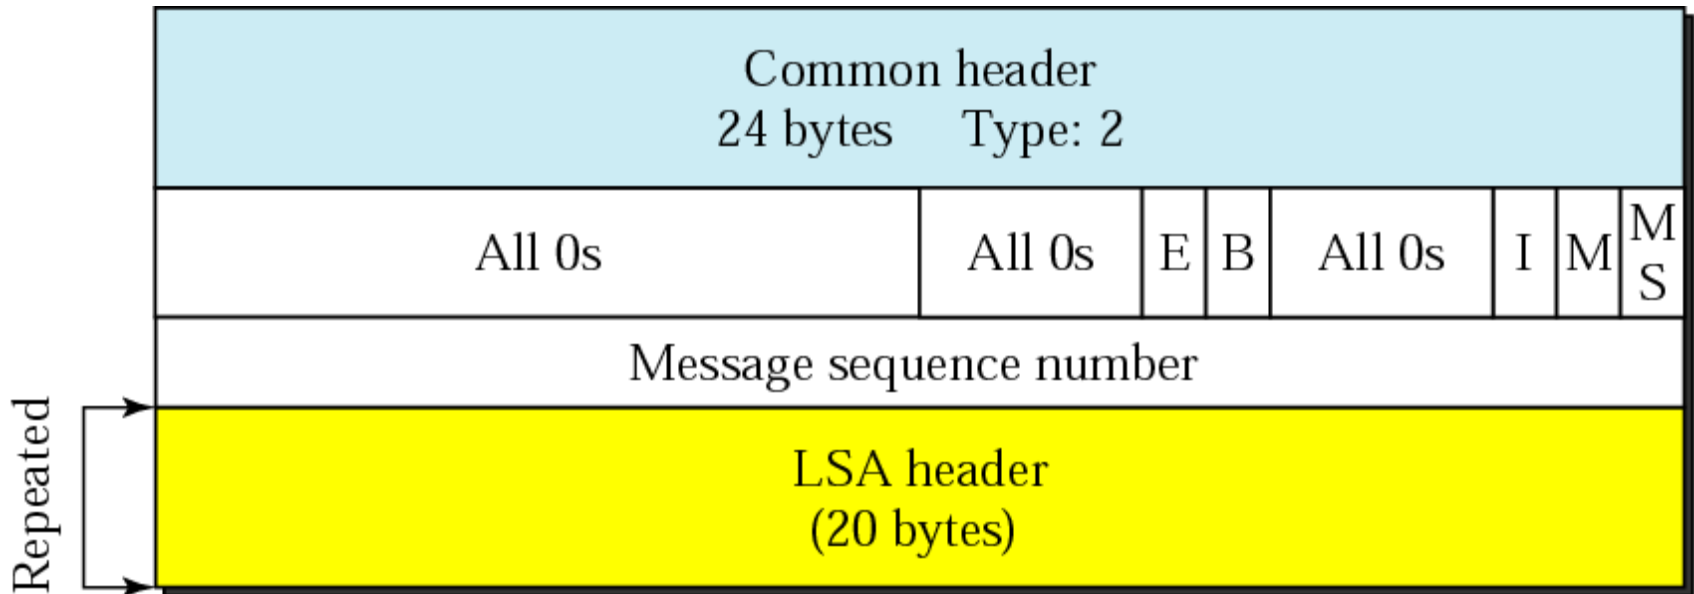 Common header
24 bytes Type: 2
All 0s All 0s E B All 0s I M M S
Message sequence number
Repeated
LSA header
(20 bytes)